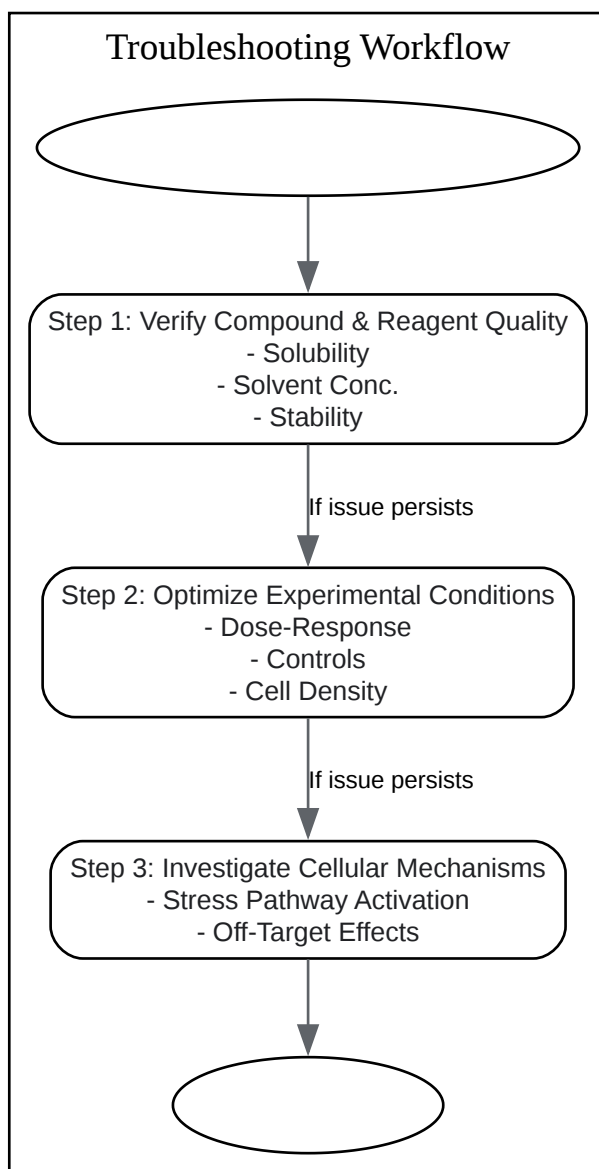 Troubleshooting Workflow
Step 1: Verify Compound & Reagent Quality
- Solubility
- Solvent Conc.
- Stability
If issue persists
Step 2: Optimize Experimental Conditions
- Dose-Response
- Controls
- Cell Density
If issue persists
Step 3: Investigate Cellular Mechanisms
- Stress Pathway Activation
- Off-Target Effects